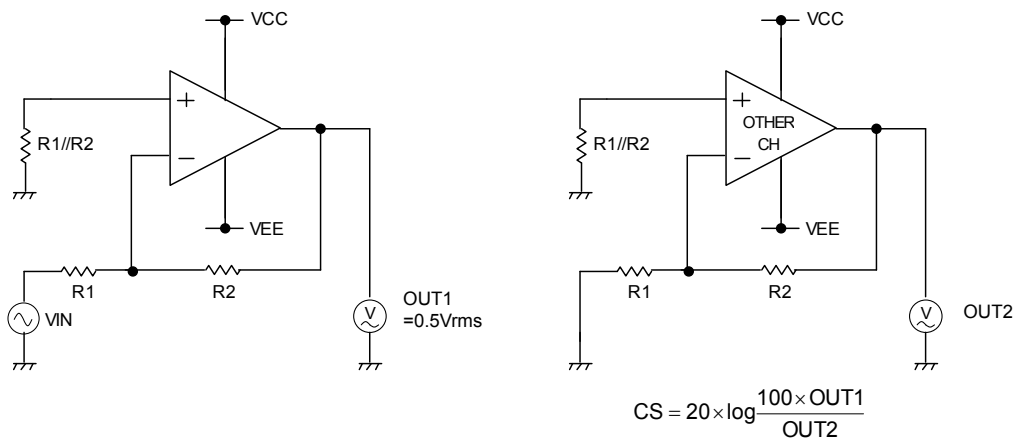 VCC
+
R1//R2
−
VEE
R1
R2
VIN
V
OUT1
=0.5Vrms
VCC
+
OTHER
CH
R1//R2
−
VEE
R1
R2
V
OUT2
CS = 20×log 100×OUT1
OUT2